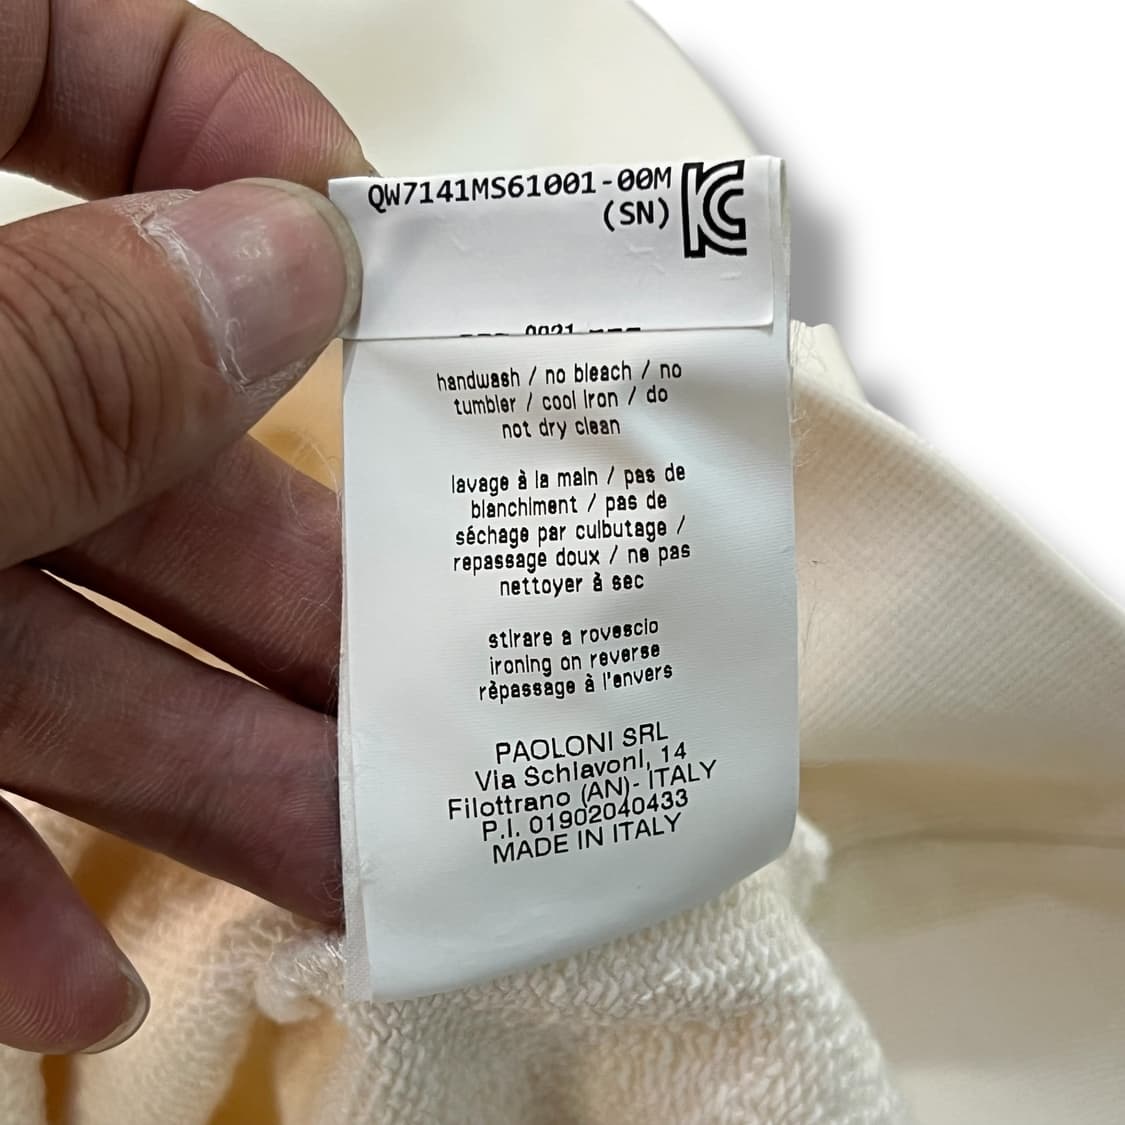 QW7141MS61001-00M
(SN)
handwash / no bleach / no
tumbler / cool iron / do
not dry clean
lavage à la main / pas de
blanchiment / pas de
séchage par culbutage /
repassage doux / ne pas
nettoyer à sec
stirare a rovescio
ironing on reverse
rèpassage à l'envers
PAOLONI SRL
Via Schiavoni, 14
Filottrano (AN)- ITALY
P.I. 01902040433
MADE IN ITALY